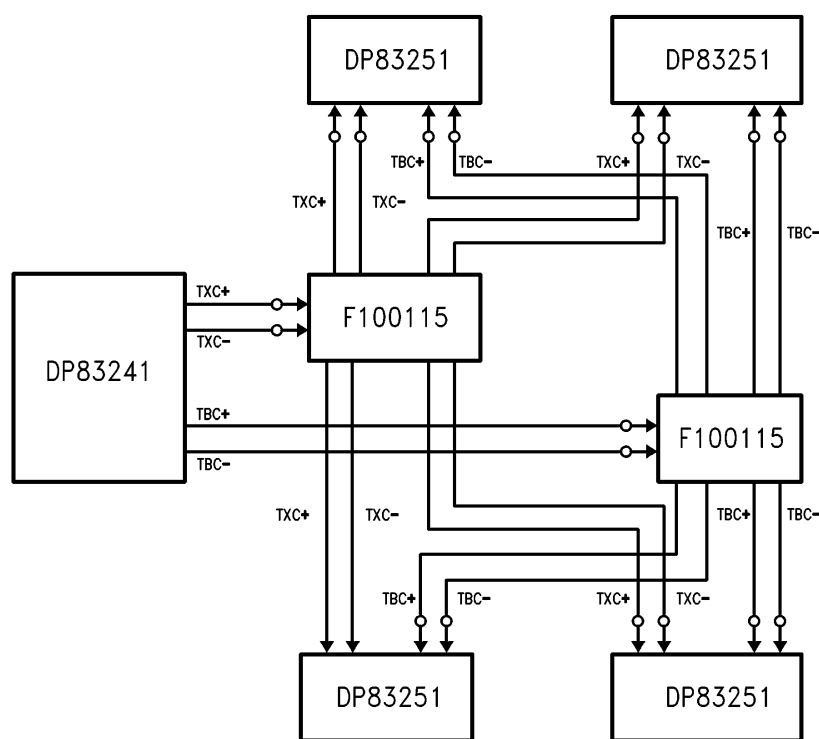 DP83251
DP83251
TBC+
TBC−
TXC+
TXC−
TXC+
TXC−
TBC+
TBC−
TXC+
TXC−
F100115
DP83241
TBC+
TBC−
F100115
TXC+
TXC−
TBC+
TBC−
TBC+
TBC−
TXC+
TXC−
DP83251
DP83251